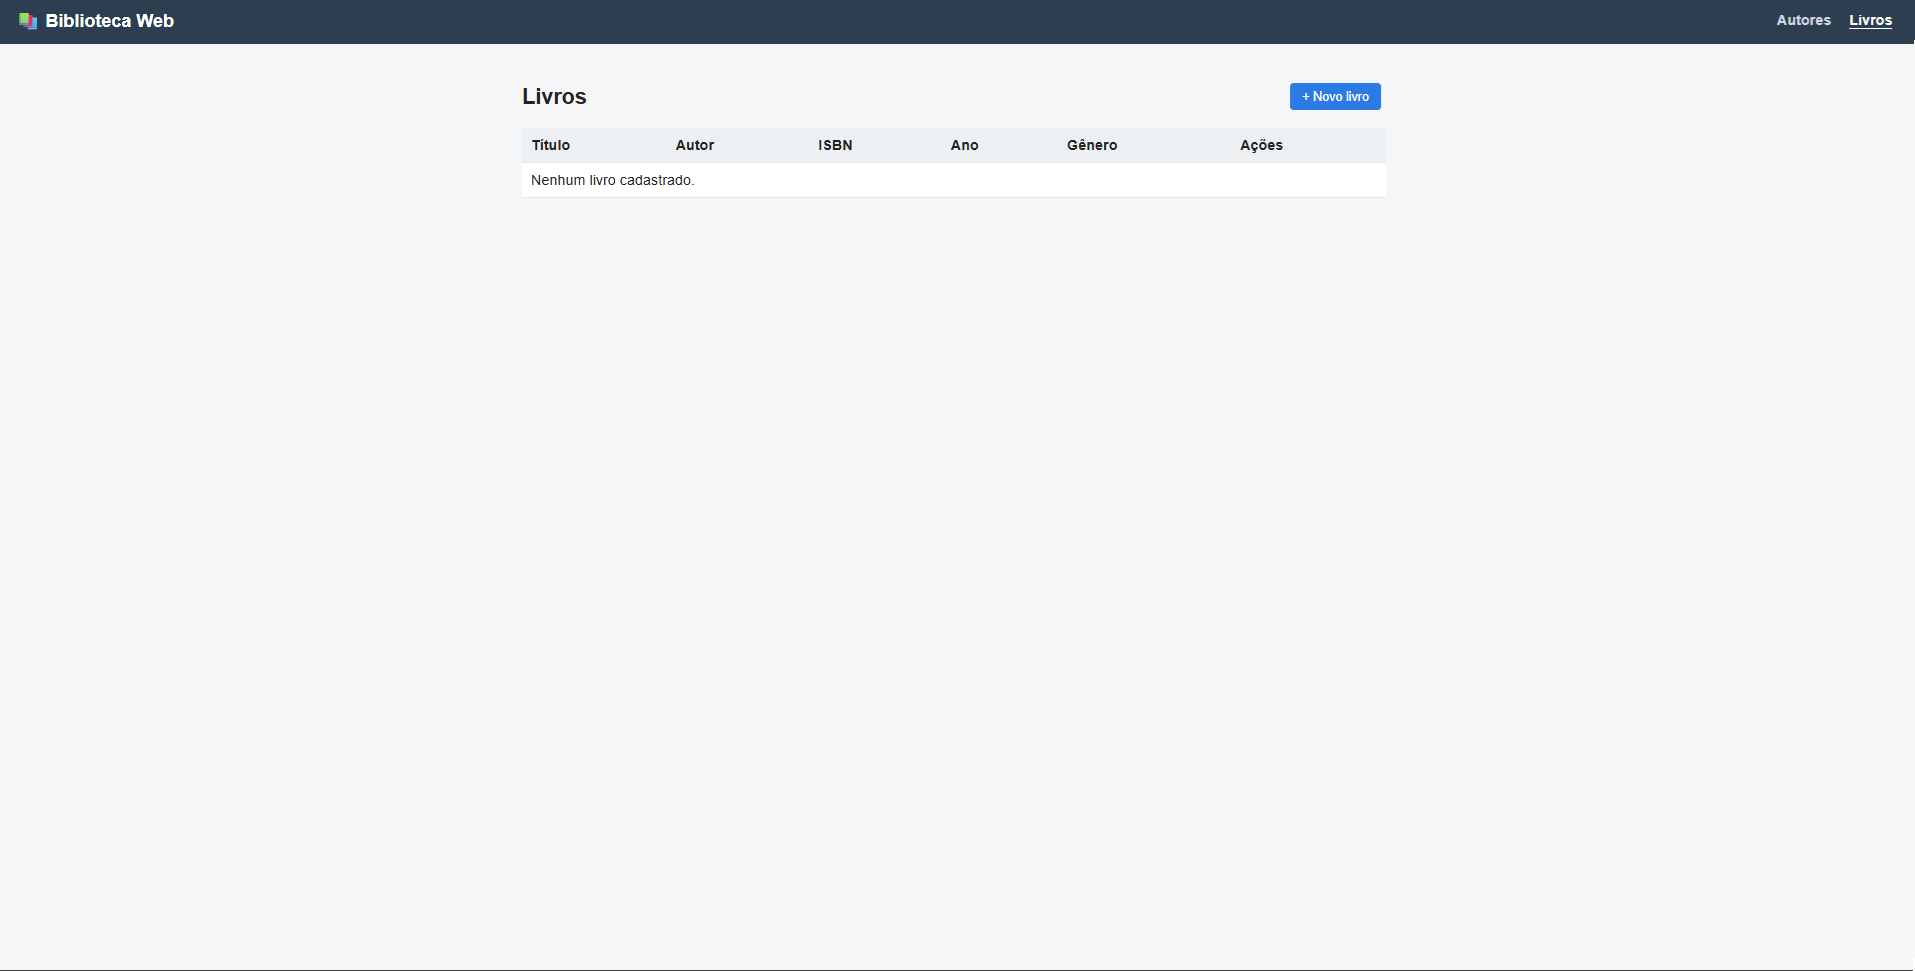 Biblioteca Web
Autores Livros
Livros
+ Novo livro
Título Autor ISBN Ano Gênero Ações
Nenhum livro cadastrado.